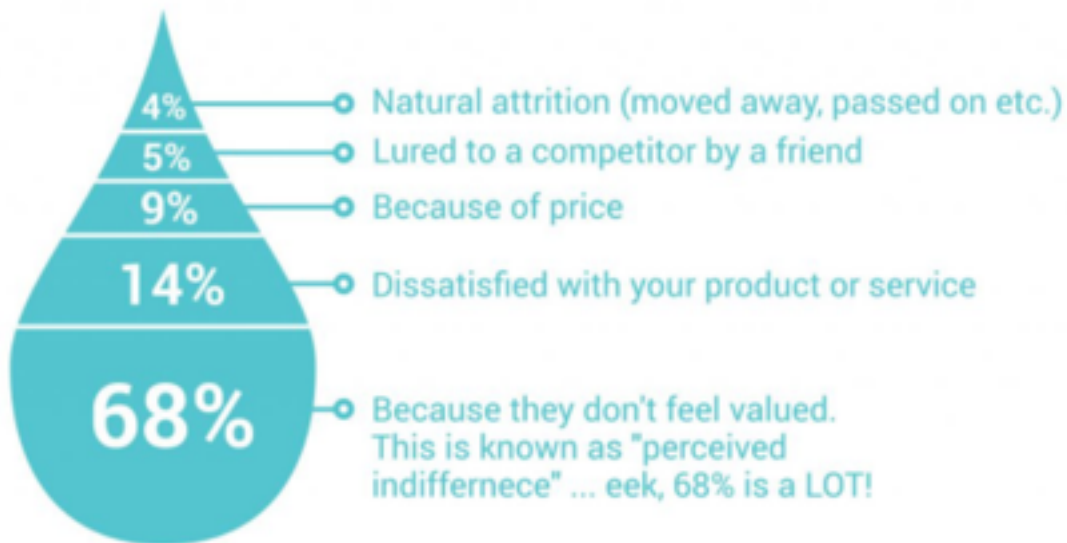 4% Natural attrition (moved away, passed on etc.)
5% Lured to a competitor by a friend
9% Because of price
14% Dissatisfied with your product or service
68% Because they don't feel valued.
This is known as "perceived
indiffernece" ... eek, 68% is a LOT!